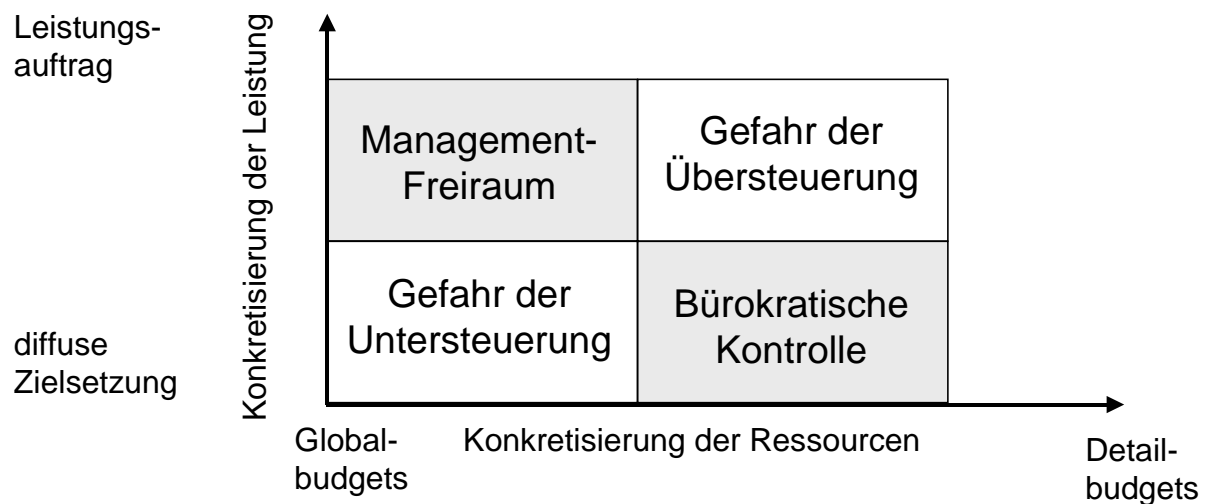 Leistungs-
auftrag
Konkretisierung der Leistung
Management-
Freiraum
Gefahr der
Übersteuerung
Gefahr der
Untersteuerung
Bürokratische
Kontrolle
diffuse
Zielsetzung
Global-
budgets
Konkretisierung der Ressourcen
Detail-
budgets